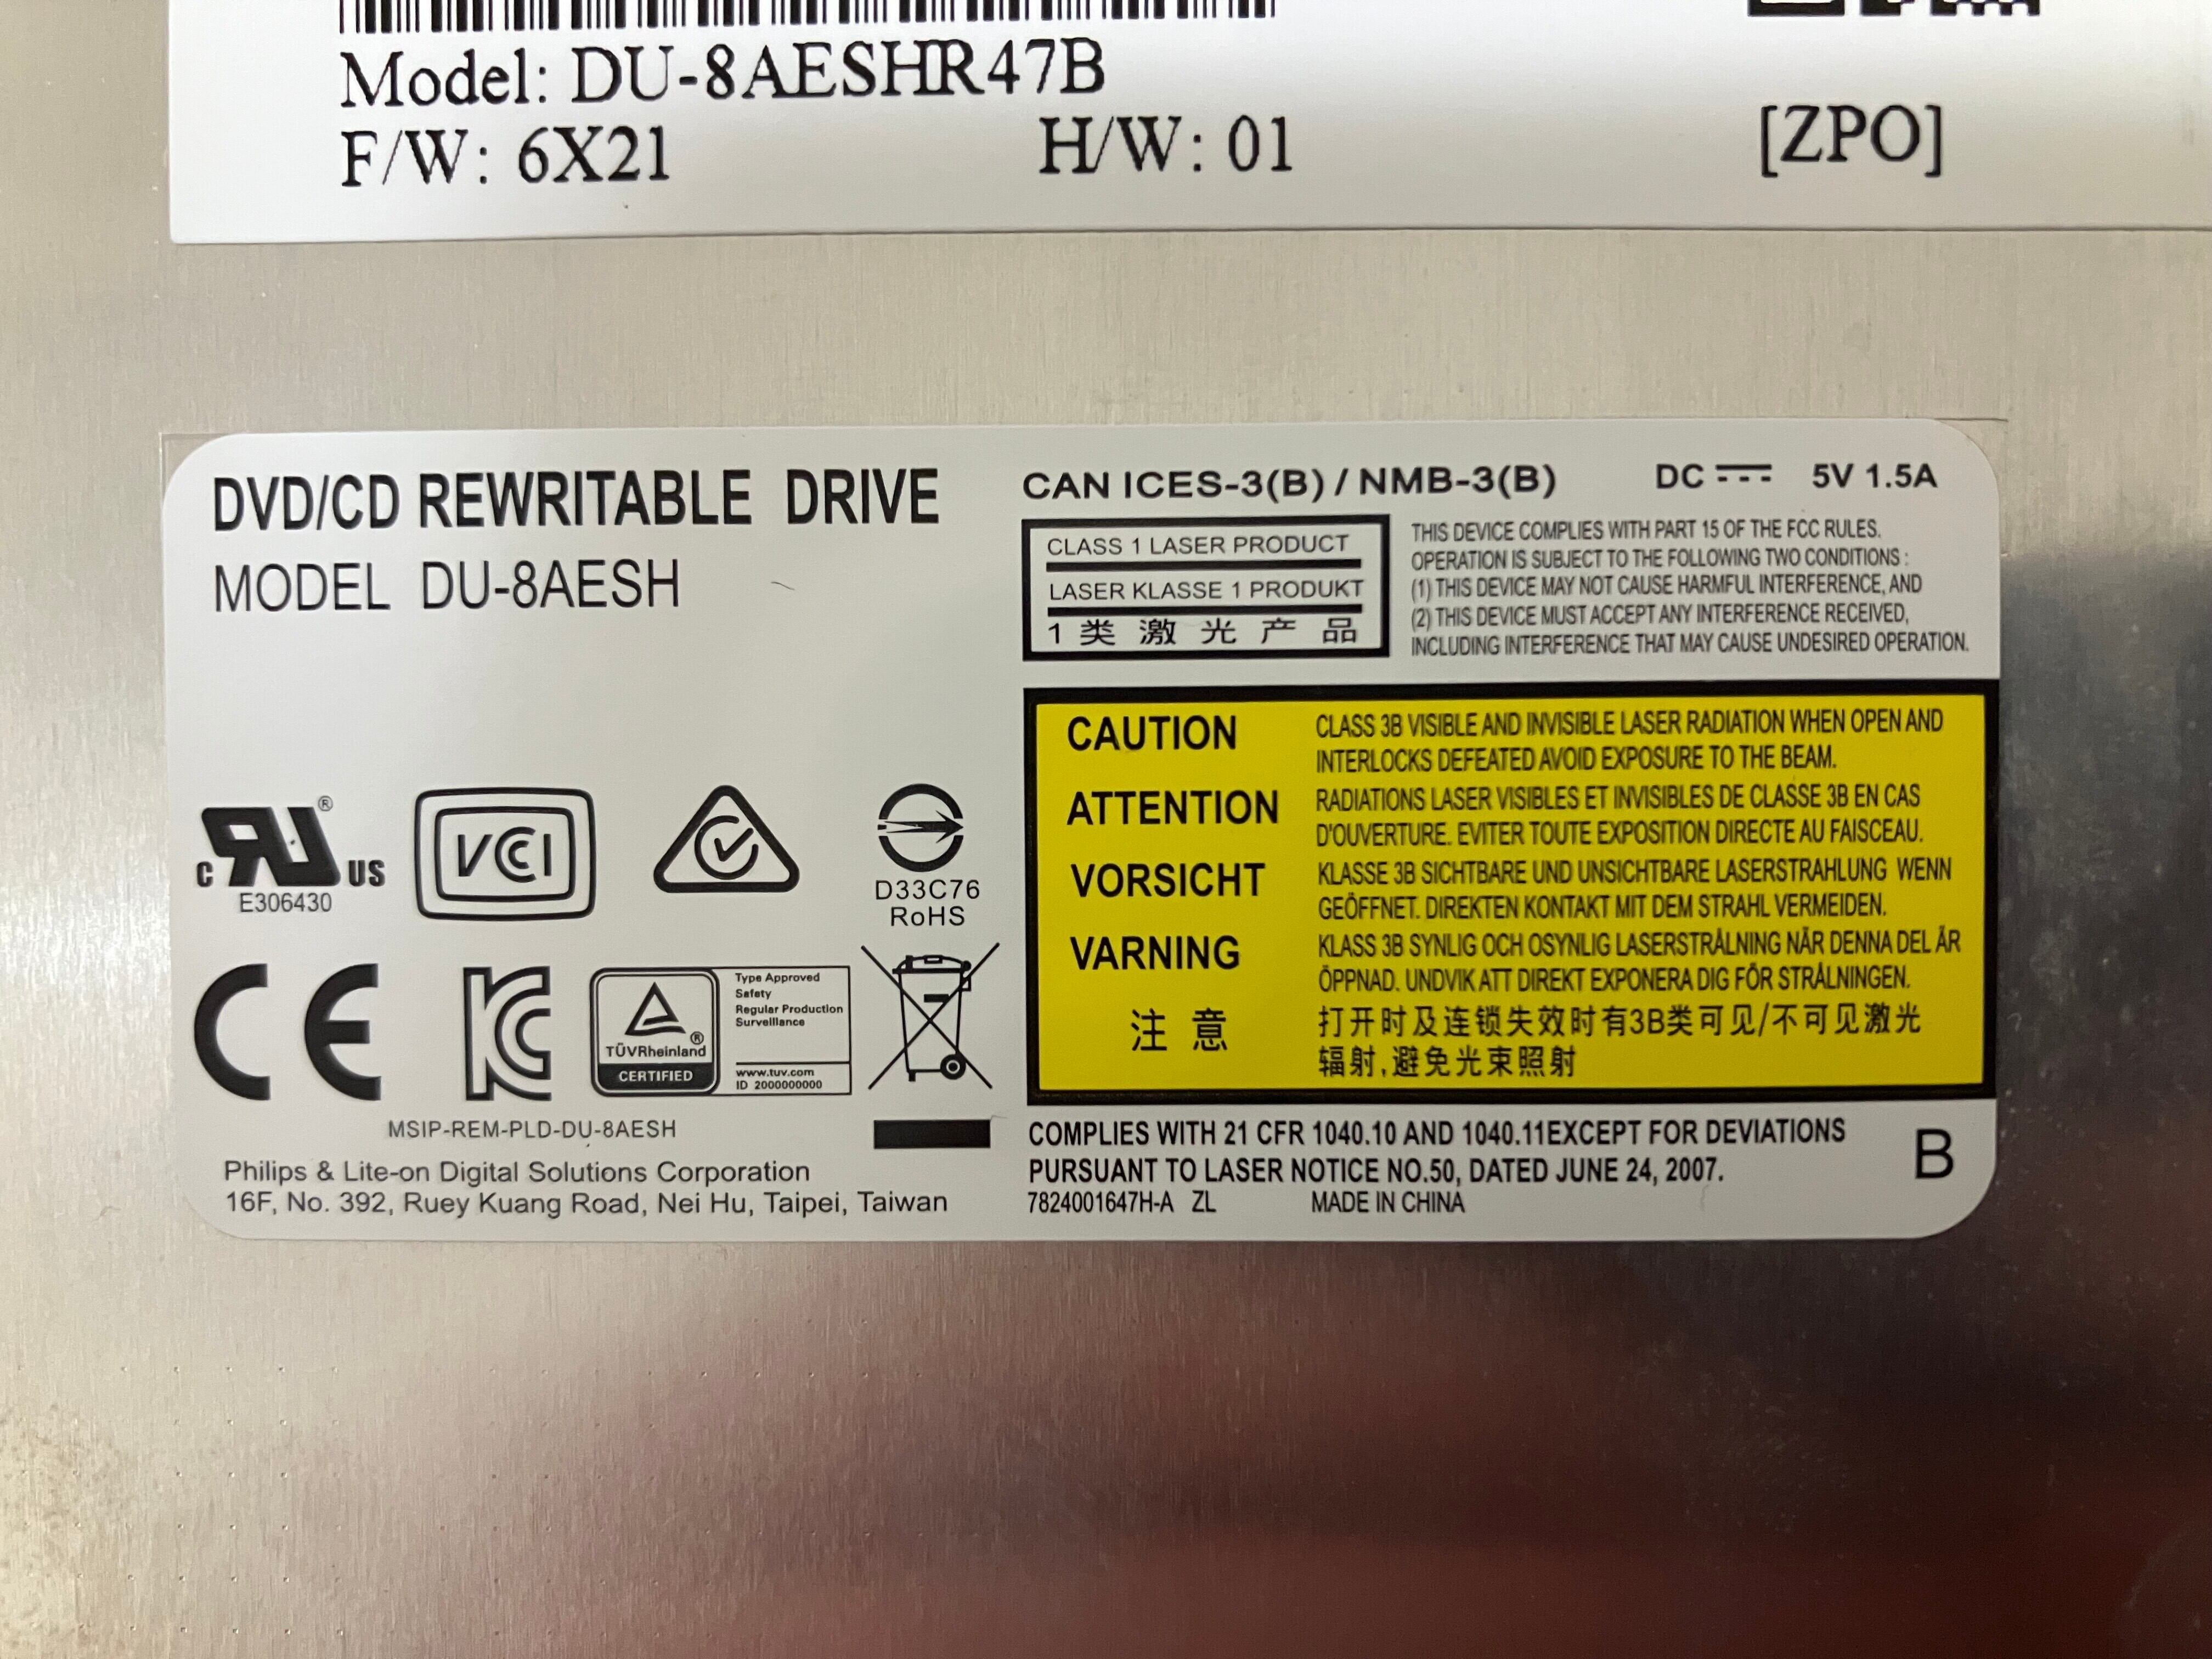 Model: DU-8AESHR47B
F/W: 6X21 H/W: 01 [ZPO]
DVD/CD REWRITABLE DRIVE
MODEL DU-8AESH
CAN ICES-3(B) / NMB-3(B) DC 5V 1.5A
CLASS 1 LASER PRODUCT
LASER KLASSE 1 PRODUKT
1 类 激 光 产 品
THIS DEVICE COMPLIES WITH PART 15 OF THE FCC RULES.
OPERATION IS SUBJECT TO THE FOLLOWING TWO CONDITIONS :
(1) THIS DEVICE MAY NOT CAUSE HARMFUL INTERFERENCE, AND
(2) THIS DEVICE MUST ACCEPT ANY INTERFERENCE RECEIVED,
INCLUDING INTERFERENCE THAT MAY CAUSE UNDESIRED OPERATION.
CAUTION CLASS 3B VISIBLE AND INVISIBLE LASER RADIATION WHEN OPEN AND
INTERLOCKS DEFEATED AVOID EXPOSURE TO THE BEAM.
ATTENTION RADIATIONS LASER VISIBLES ET INVISIBLES DE CLASSE 3B EN CAS
D'OUVERTURE. EVITER TOUTE EXPOSITION DIRECTE AU FAISCEAU.
VORSICHT KLASSE 3B SICHTBARE UND UNSICHTBARE LASERSTRAHLUNG WENN
GEÖFFNET. DIREKTEN KONTAKT MIT DEM STRAHL VERMEIDEN.
VARNING KLASS 3B SYNLIG OCH OSYNLIG LASERSTRÅLNING NÄR DENNA DEL ÄR
ÖPPNAD. UNDVIK ATT DIREKT EXPONERA DIG FÖR STRÅLNINGEN.
注 意 打开时及连锁失效时有3B类可见/不可见激光
辐射,避免光束照射
c RU ® US
E306430
VCCI
D33C76
RoHS
CE
KC
TÜVRheinland ®
CERTIFIED
Type Approved
Safety
Regular Production
Surveillance
www.tuv.com
ID 2000000000
MSIP-REM-PLD-DU-8AESH
Philips & Lite-on Digital Solutions Corporation
16F, No. 392, Ruey Kuang Road, Nei Hu, Taipei, Taiwan
COMPLIES WITH 21 CFR 1040.10 AND 1040.11EXCEPT FOR DEVIATIONS
PURSUANT TO LASER NOTICE NO.50, DATED JUNE 24, 2007.
7824001647H-A ZL MADE IN CHINA
B